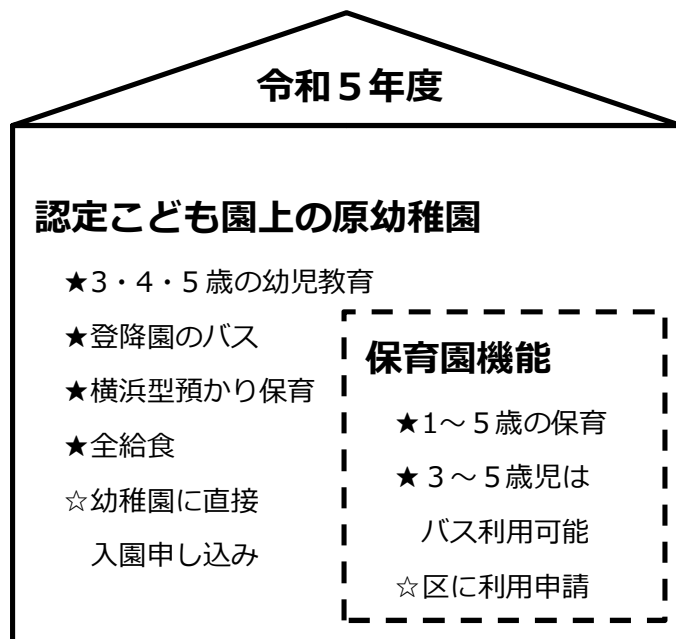 令和５年度
認定こども園上の原幼稚園
★3・4・5歳の幼児教育
★登降園のバス
★横浜型預かり保育
★全給食
☆幼稚園に直接
入園申し込み
保育園機能
★1～５歳の保育
★３～５歳児は
バス利用可能
☆区に利用申請